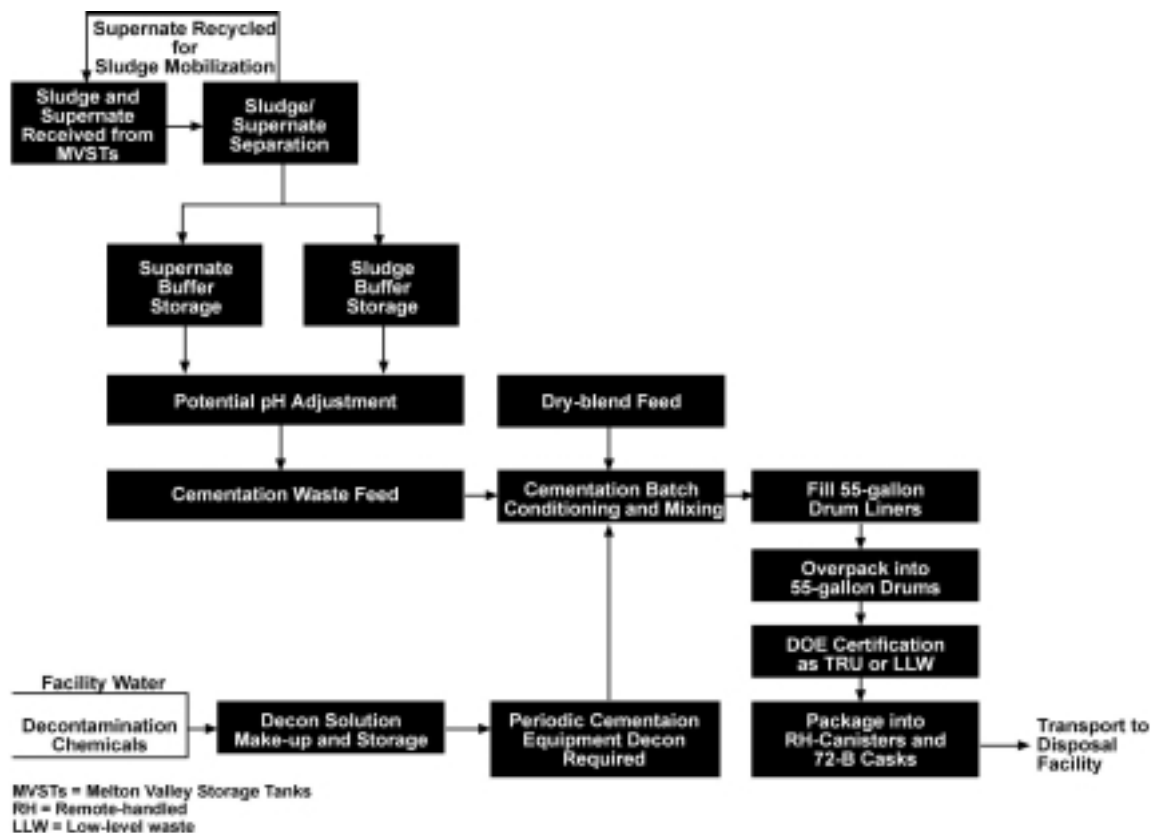 Supernate Recycled
for
Sludge Mobilization
Sludge and
Supernate
Received from
MVSTs
Sludge/
Supernate
Separation
Supernate
Buffer
Storage
Sludge
Buffer
Storage
Potential pH Adjustment
Dry-blend Feed
Cementation Waste Feed
Cementation Batch
Conditioning and Mixing
Fill 55-gallon
Drum Liners
Overpack into
55-gallon Drums
DOE Certification
as TRU or LLW
Facility Water
Decontamination
Chemicals
Decon Solution
Make-up and Storage
Periodic Cementaion
Equipment Decon
Required
Package into
RH-Canisters and
72-B Casks
Transport to
Disposal
Facility
MVSTs = Melton Valley Storage Tanks
RH = Remote-handled
LLW = Low-level waste